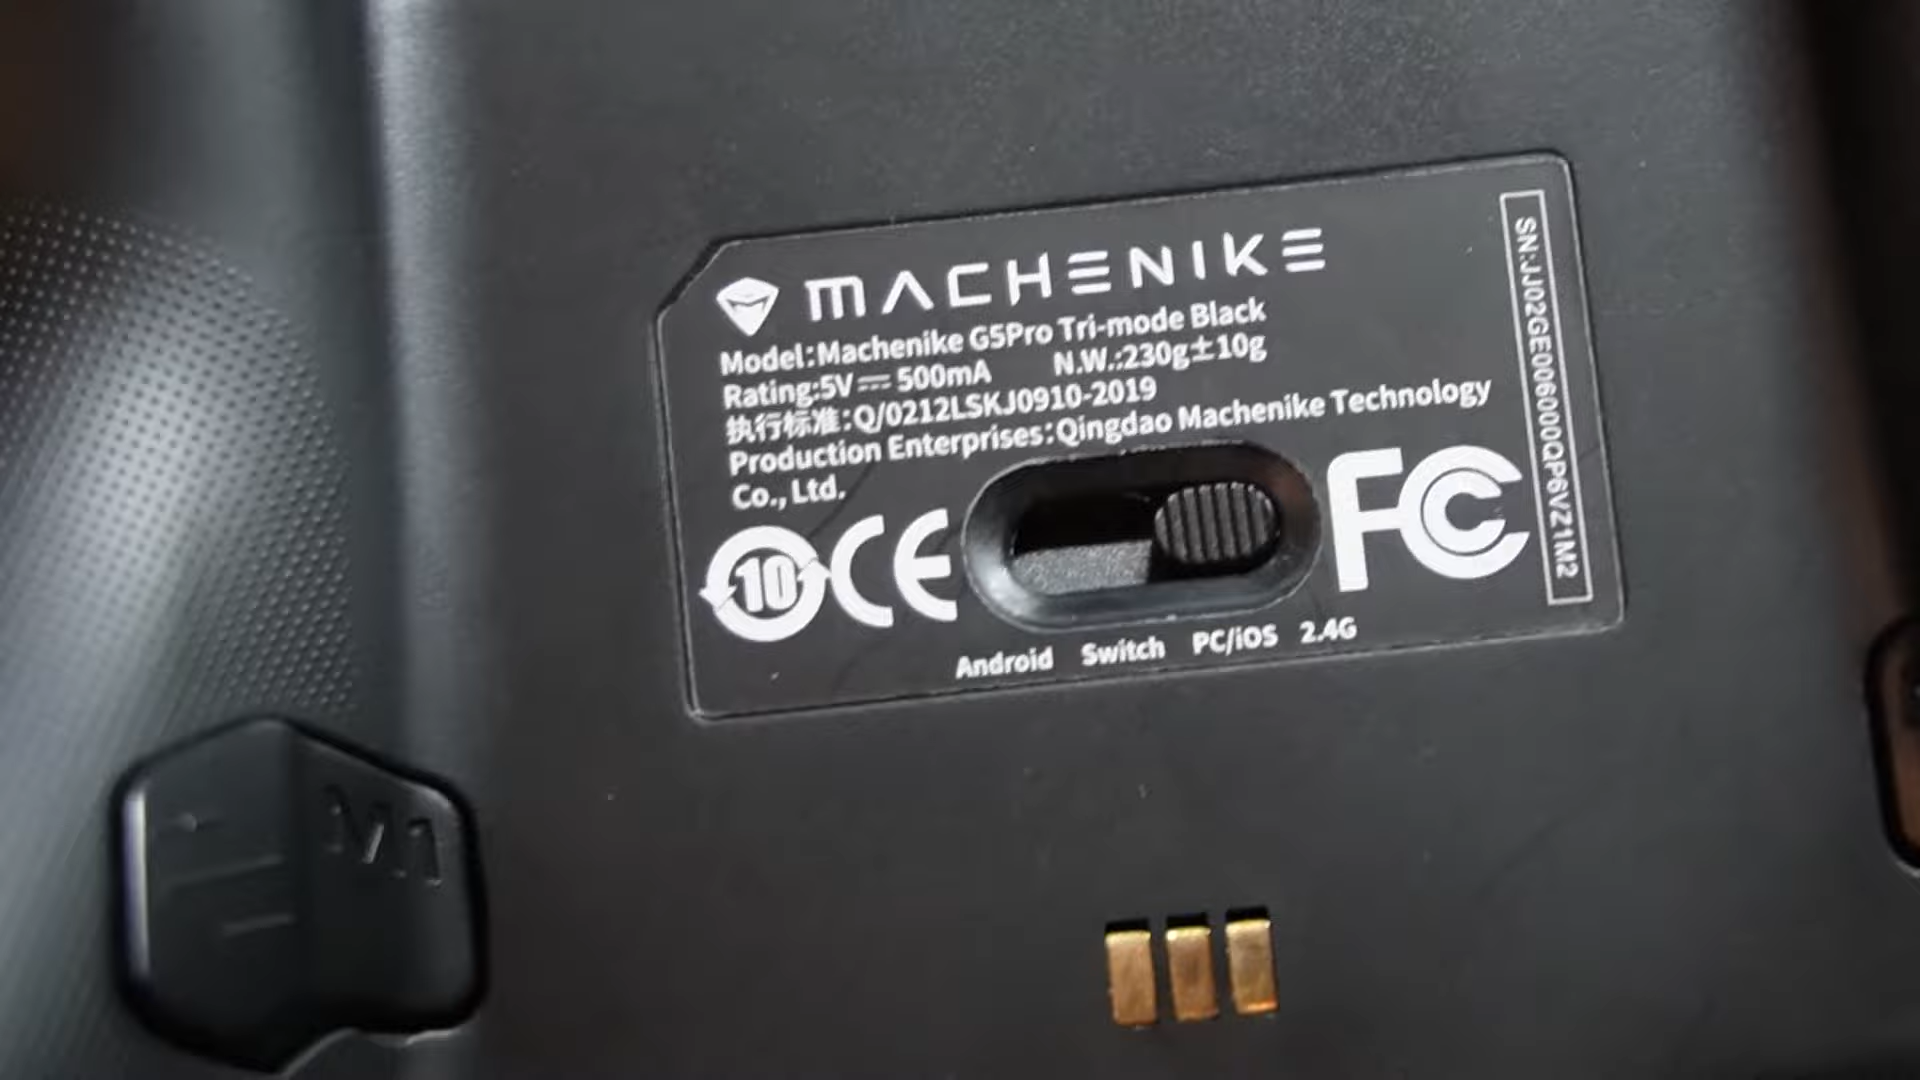 MACHENIKE
Model:Machenike G5Pro Tri-mode Black
Rating:5V⎓500mA N.W.:230g±10g
执行标准:Q/0212LSKJ0910-2019
Production Enterprises:Qingdao Machenike Technology
Co., Ltd.
10 CE FC
Android Switch PC/iOS 2.4G
SN:JJ02GE006000QP6VZ1M2
M1